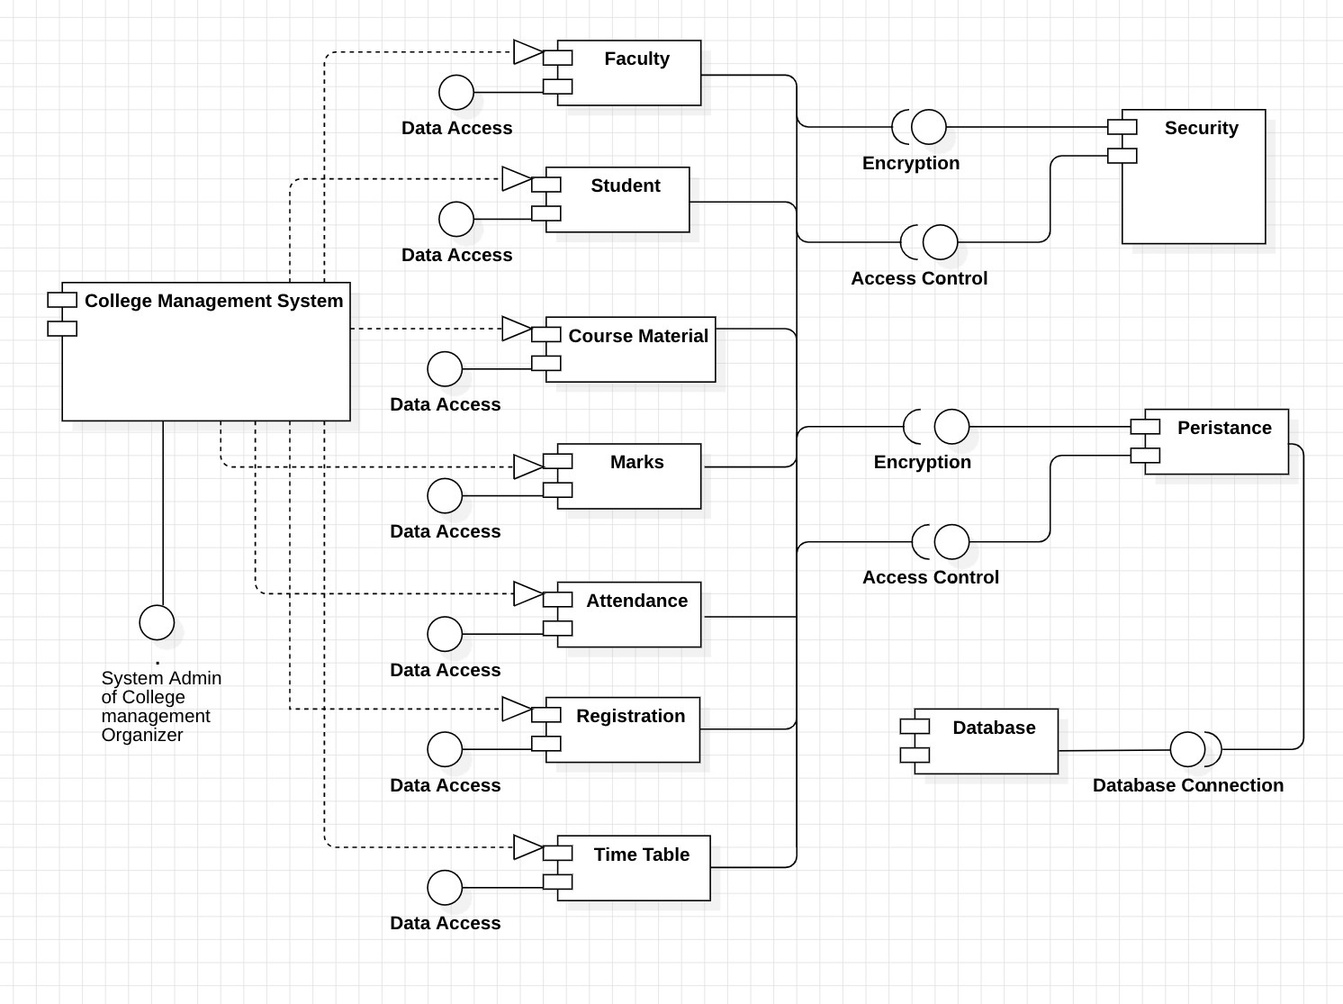 Faculty
Data Access
Security
Encryption
Student
Data Access
Access Control
College Management System
Course Material
Data Access
Peristance
Encryption
Marks
Data Access
Access Control
Attendance
Data Access
System Admin
of College
management
Organizer
Registration
Data Access
Database
Database Connection
Time Table
Data Access